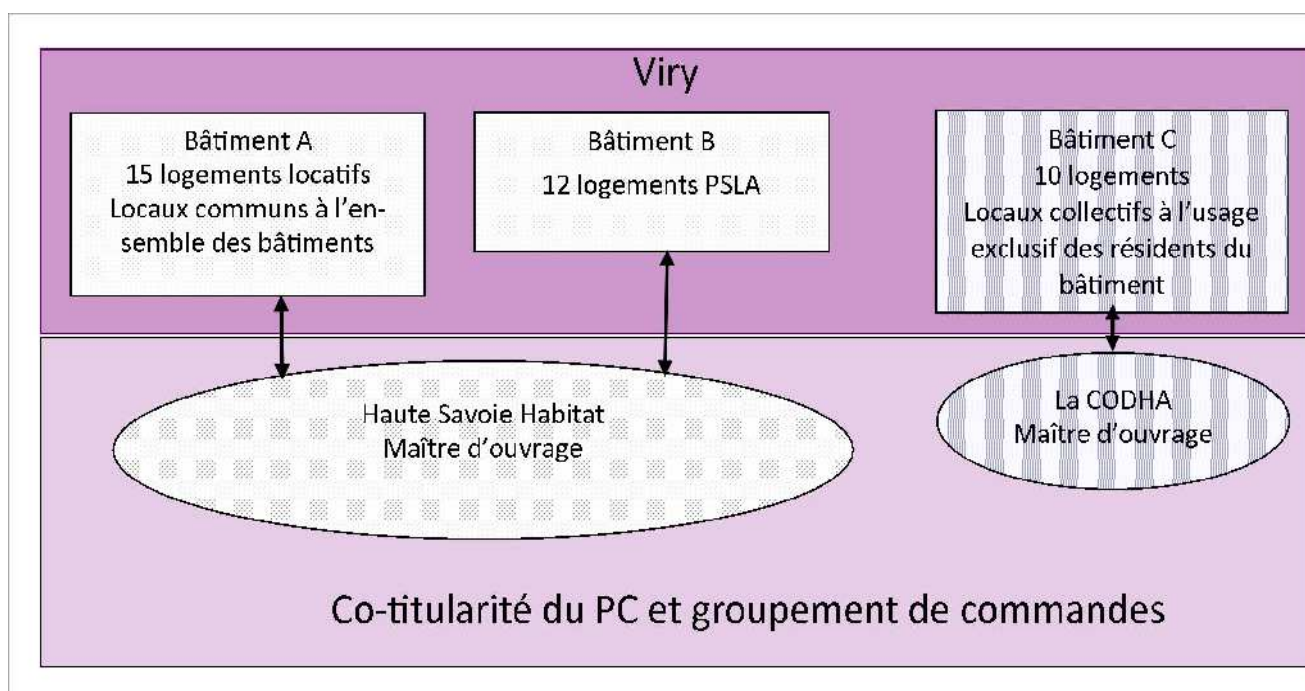 Viry
Bâtiment A
15 logements locatifs
Locaux communs à l'en-
semble des bâtiments
Bâtiment B
12 logements PSLA
Bâtiment C
10 logements
Locaux collectifs à l'usage
exclusif des résidents du
bâtiment
Haute Savoie Habitat
Maître d'ouvrage
La CODHA
Maître d'ouvrage
Co-titularité du PC et groupement de commandes